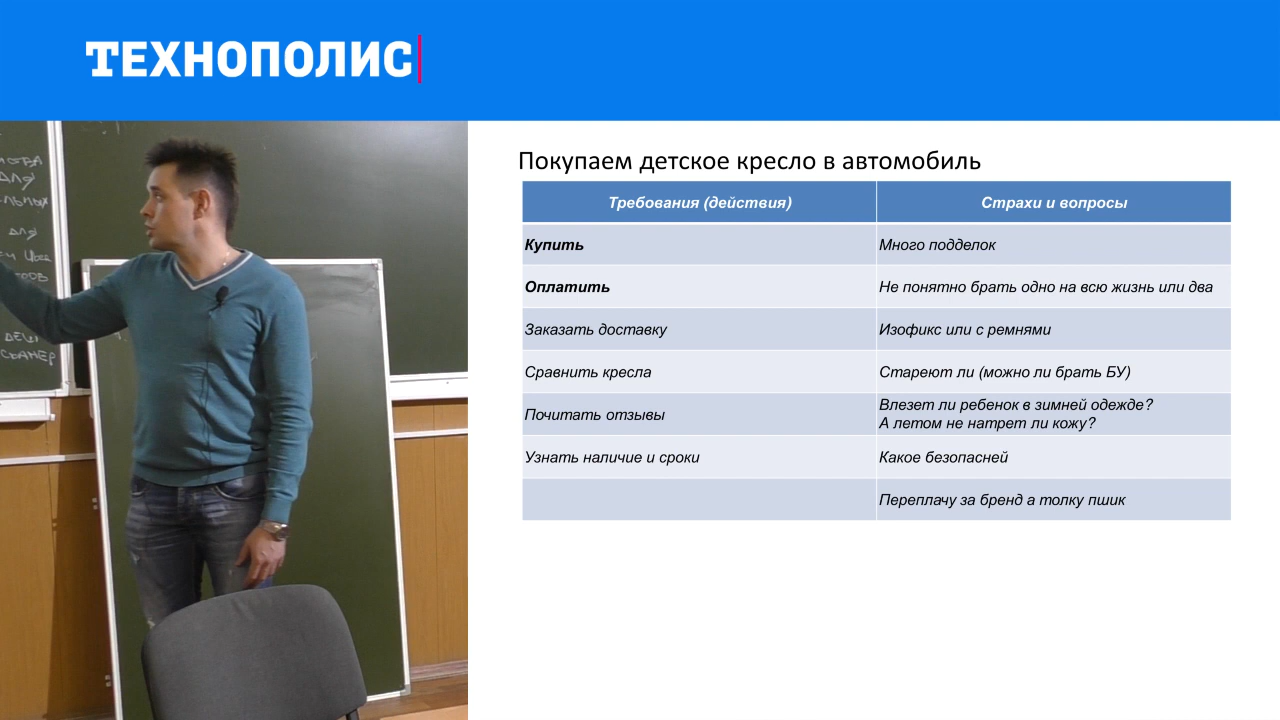 ТЕХНОПОЛИС
Покупаем детское кресло в автомобиль
Требования (действия) Страхи и вопросы
Купить Много подделок
Оплатить Не понятно брать одно на всю жизнь или два
Заказать доставку Изофикс или с ремнями
Сравнить кресла Стареют ли (можно ли брать БУ)
Почитать отзывы Влезет ли ребенок в зимней одежде?
А летом не натрет ли кожу?
Узнать наличие и сроки Какое безопасней
Переплачу за бренд а толку пшик
для
для